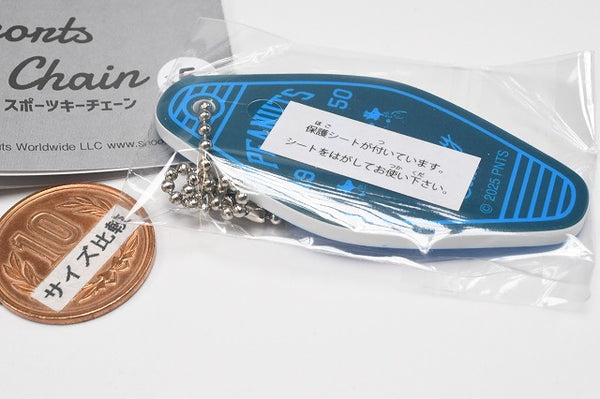 Chain
スポーツキーチェーン
Worldwide LLC
PEANUTS
50
保護シートが付いています。
シートをはがしてお使い下さい。
© 2025 PNTS
10
サイズ比較